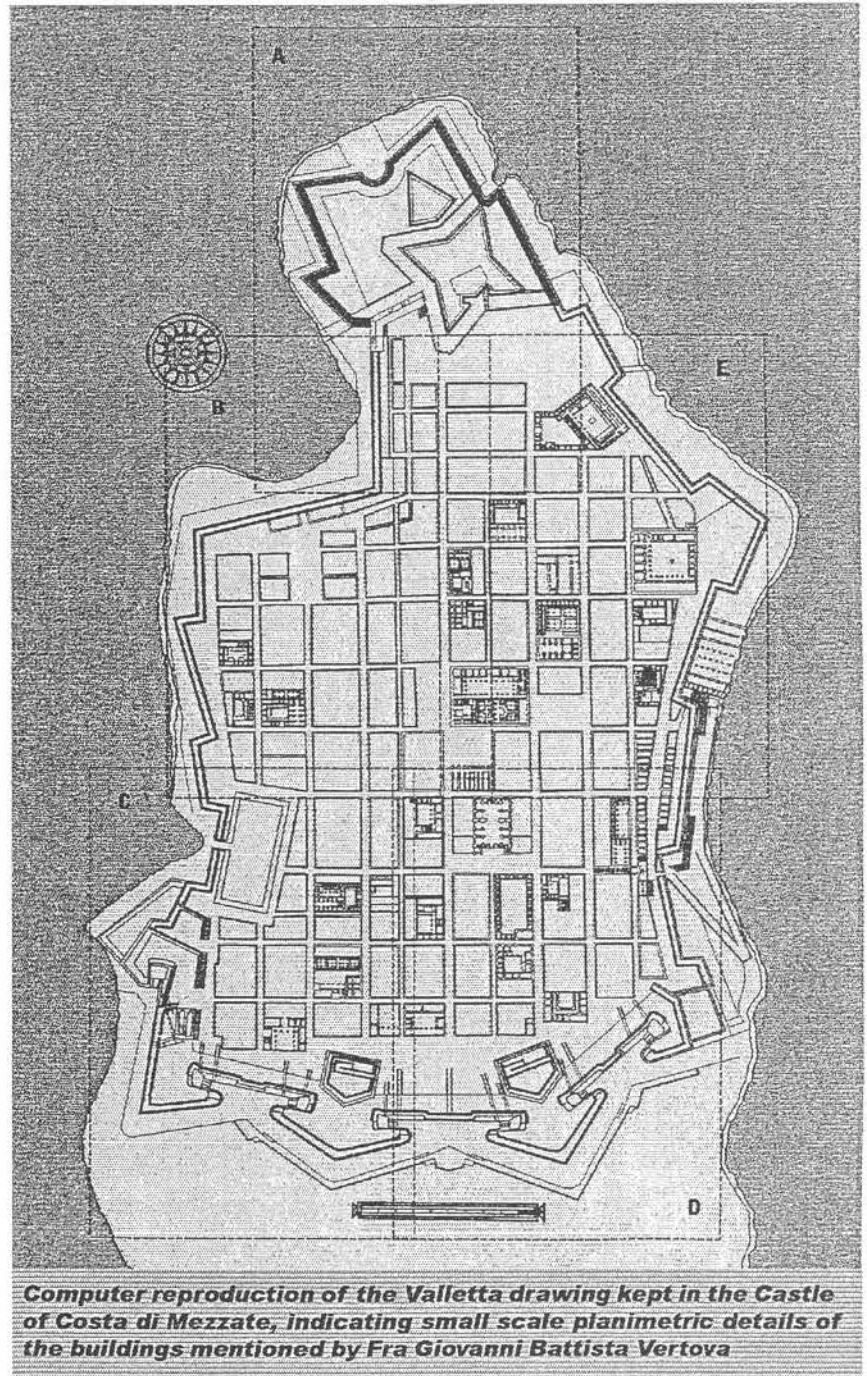 A
E
B
C
D
Computer reproduction of the Valletta drawing kept in the Castle
of Costa di Mezzate, indicating small scale planimetric details of
the buildings mentioned by Fra Giovanni Battista Vertova